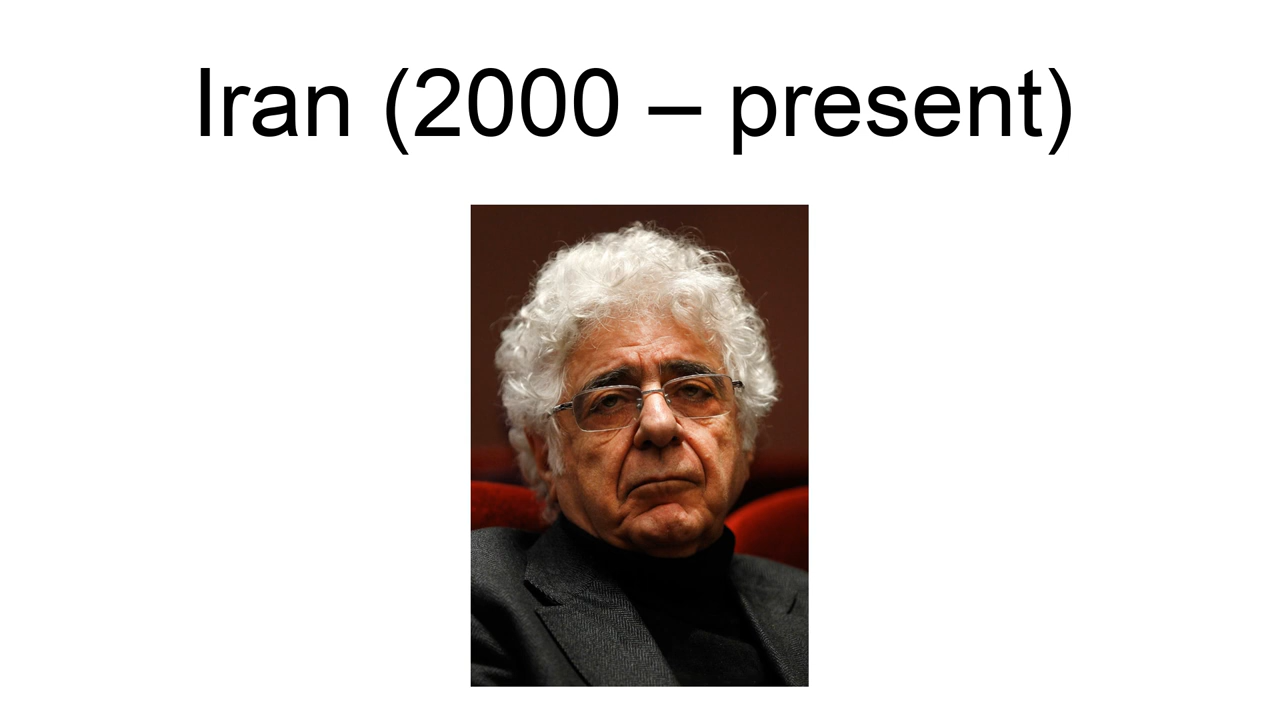 Iran (2000 – present)